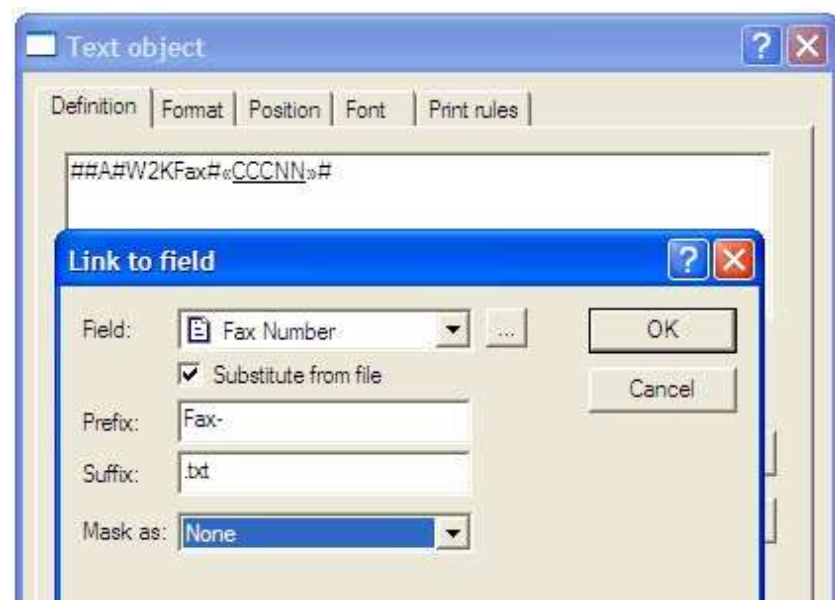 Text object
Definition Format Position Font Print rules
##A#W2KFax#«CCCNN»#
Link to field
Field: Fax Number ... OK
Substitute from file
Cancel
Prefix: Fax-
Suffix: .txt
Mask as: None